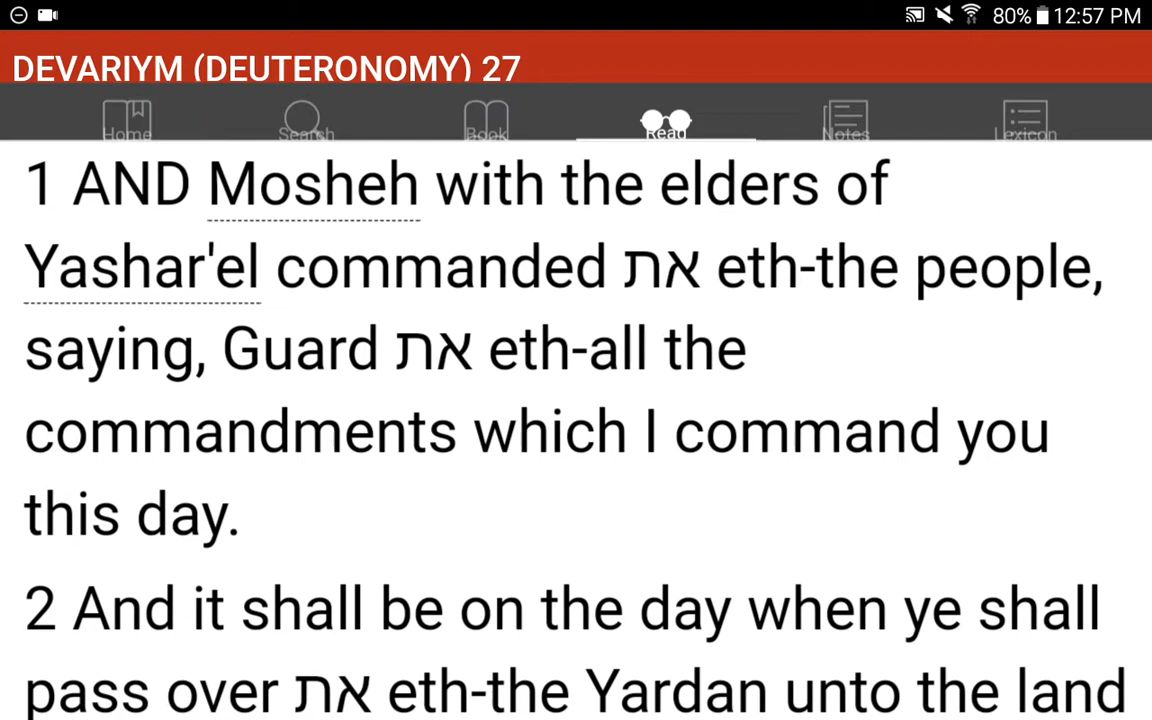 80% 12:57 PM
DEVARIYM (DEUTERONOMY) 27
Home Search Book Read Notes Lexicon
1 AND Mosheh with the elders of
Yashar'el commanded את eth-the people,
saying, Guard את eth-all the
commandments which I command you
this day.
2 And it shall be on the day when ye shall
pass over את eth-the Yardan unto the land